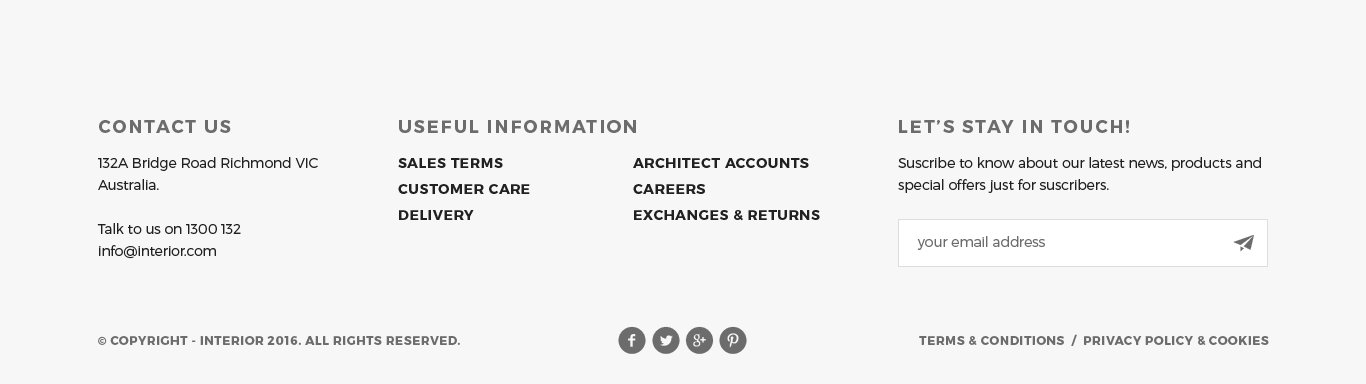 CONTACT US
132A Bridge Road Richmond VIC
Australia.
Talk to us on 1300 132
info@interior.com
USEFUL INFORMATION
SALES TERMS
CUSTOMER CARE
DELIVERY
ARCHITECT ACCOUNTS
CAREERS
EXCHANGES & RETURNS
LET'S STAY IN TOUCH!
Suscribe to know about our latest news, products and
special offers just for suscribers.
your email address
© COPYRIGHT - INTERIOR 2016. ALL RIGHTS RESERVED.
TERMS & CONDITIONS / PRIVACY POLICY & COOKIES